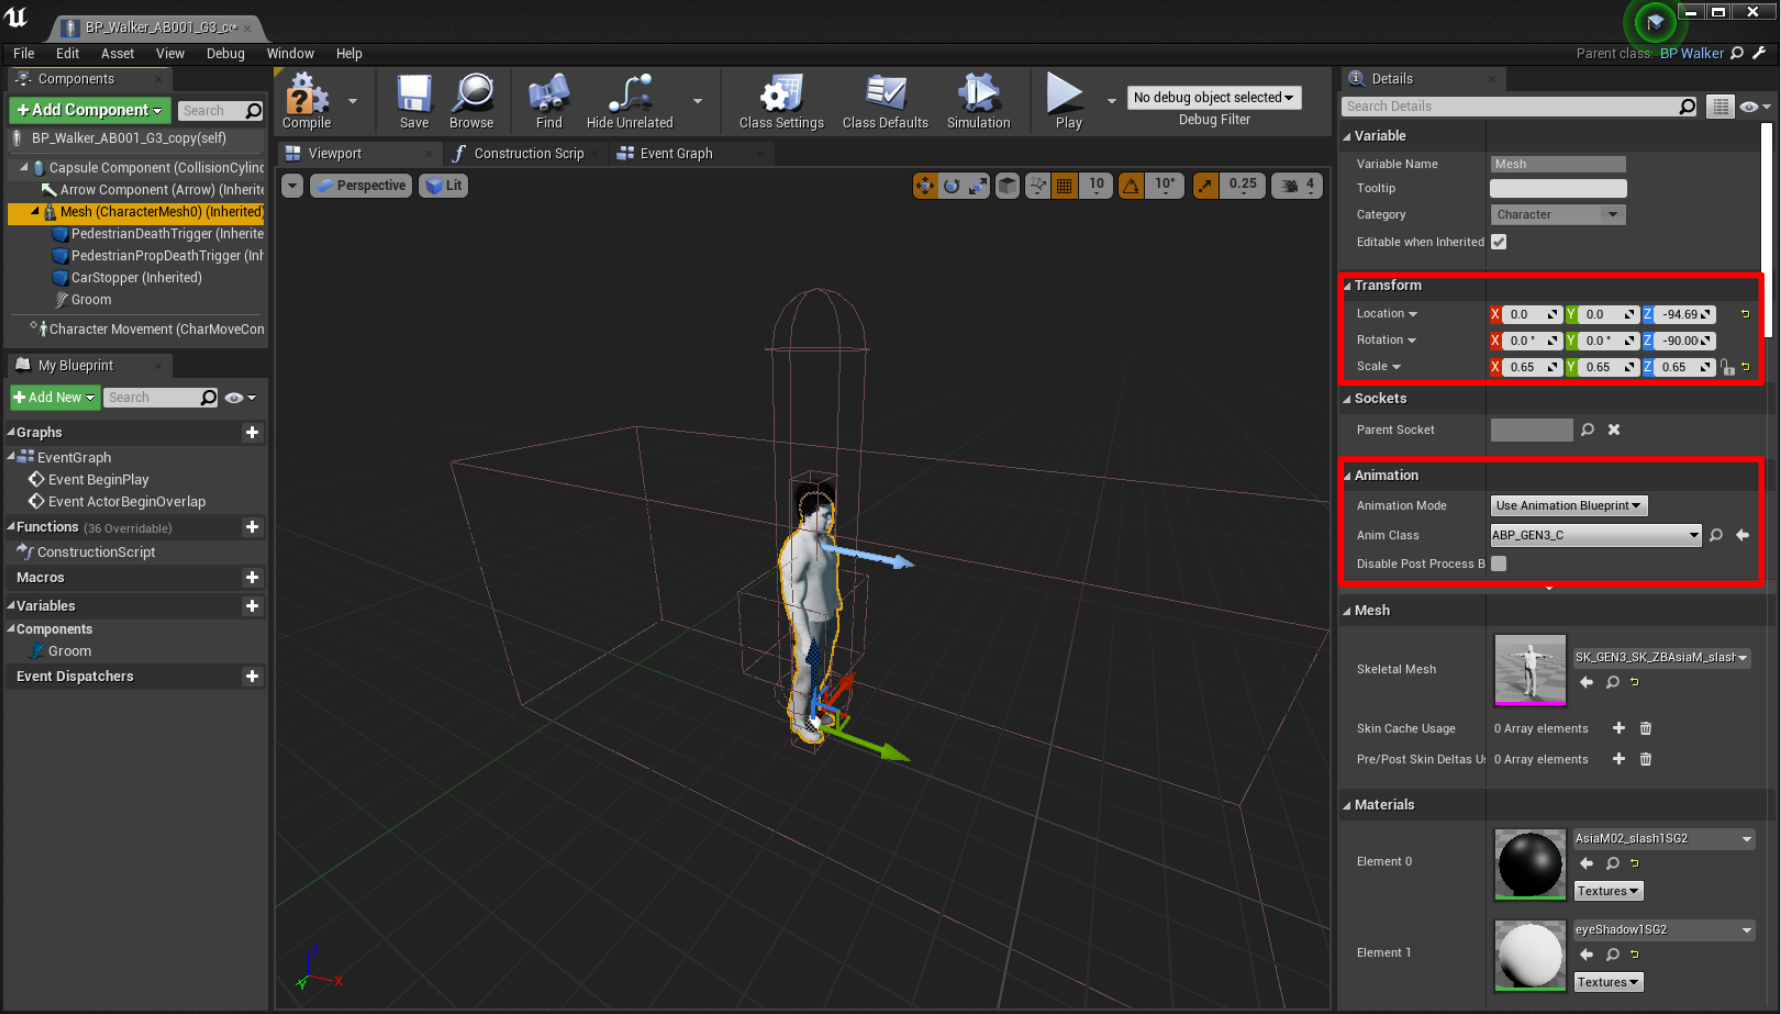 BP_Walker_AB001_G3_co*
File Edit Asset View Debug Window Help
Parent class: BP Walker
Components
+Add Component
Search
BP_Walker_AB001_G3_copy(self)
Capsule Component (CollisionCylinc
Arrow Component (Arrow) (Inherite
Mesh (CharacterMesh0) (Inherited)
PedestrianDeathTrigger (Inherite
PedestrianPropDeathTrigger (Inh
CarStopper (Inherited)
Groom
Character Movement (CharMoveCon
My Blueprint
+Add New
Search
Graphs
EventGraph
Event BeginPlay
Event ActorBeginOverlap
Functions (36 Overridable)
ConstructionScript
Macros
Variables
Components
Groom
Event Dispatchers
Compile
Save
Browse
Find
Hide Unrelated
Class Settings
Class Defaults
Simulation
Play
No debug object selected
Debug Filter
Viewport
Construction Scrip
Event Graph
Perspective
Lit
10
10°
0.25
4
Z
X
Y
Details
Search Details
Variable
Variable Name Mesh
Tooltip
Category Character
Editable when Inherited
Transform
Location X 0.0 Y 0.0 Z -94.69
Rotation X 0.0 ° Y 0.0 ° Z -90.00
Scale X 0.65 Y 0.65 Z 0.65
Sockets
Parent Socket
Animation
Animation Mode Use Animation Blueprint
Anim Class ABP_GEN3_C
Disable Post Process B
Mesh
Skeletal Mesh SK_GEN3_SK_ZBAsiaM_slash
Skin Cache Usage 0 Array elements
Pre/Post Skin Deltas U: 0 Array elements
Materials
Element 0 AsiaM02_slash1SG2
Textures
Element 1 eyeShadow1SG2
Textures